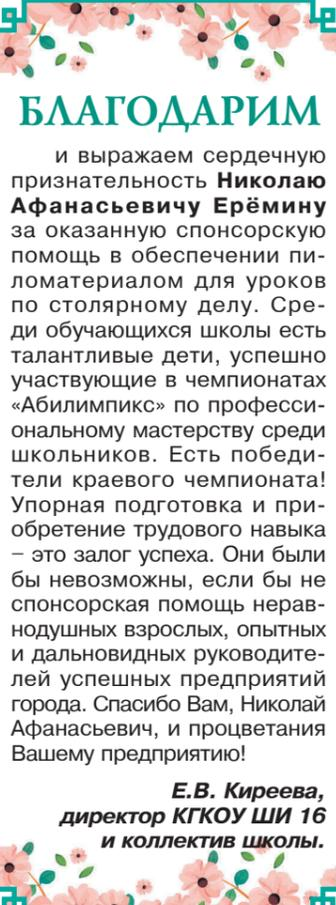 БЛАГОДАРИМ
и выражаем сердечную
признательность Николаю
Афанасьевичу Ерёмину
за оказанную спонсорскую
помощь в обеспечении пи-
ломатериалом для уроков
по столярному делу. Сре-
ди обучающихся школы есть
талантливые дети, успешно
участвующие в чемпионатах
«Абилимпикс» по професси-
ональному мастерству среди
школьников. Есть победи-
тели краевого чемпионата!
Упорная подготовка и при-
обретение трудового навыка
– это залог успеха. Они были
бы невозможны, если бы не
спонсорская помощь нерав-
нодушных взрослых, опытных
и дальновидных руководите-
лей успешных предприятий
города. Спасибо Вам, Николай
Афанасьевич, и процветания
Вашему предприятию!
Е.В. Киреева,
директор КГКОУ ШИ 16
и коллектив школы.